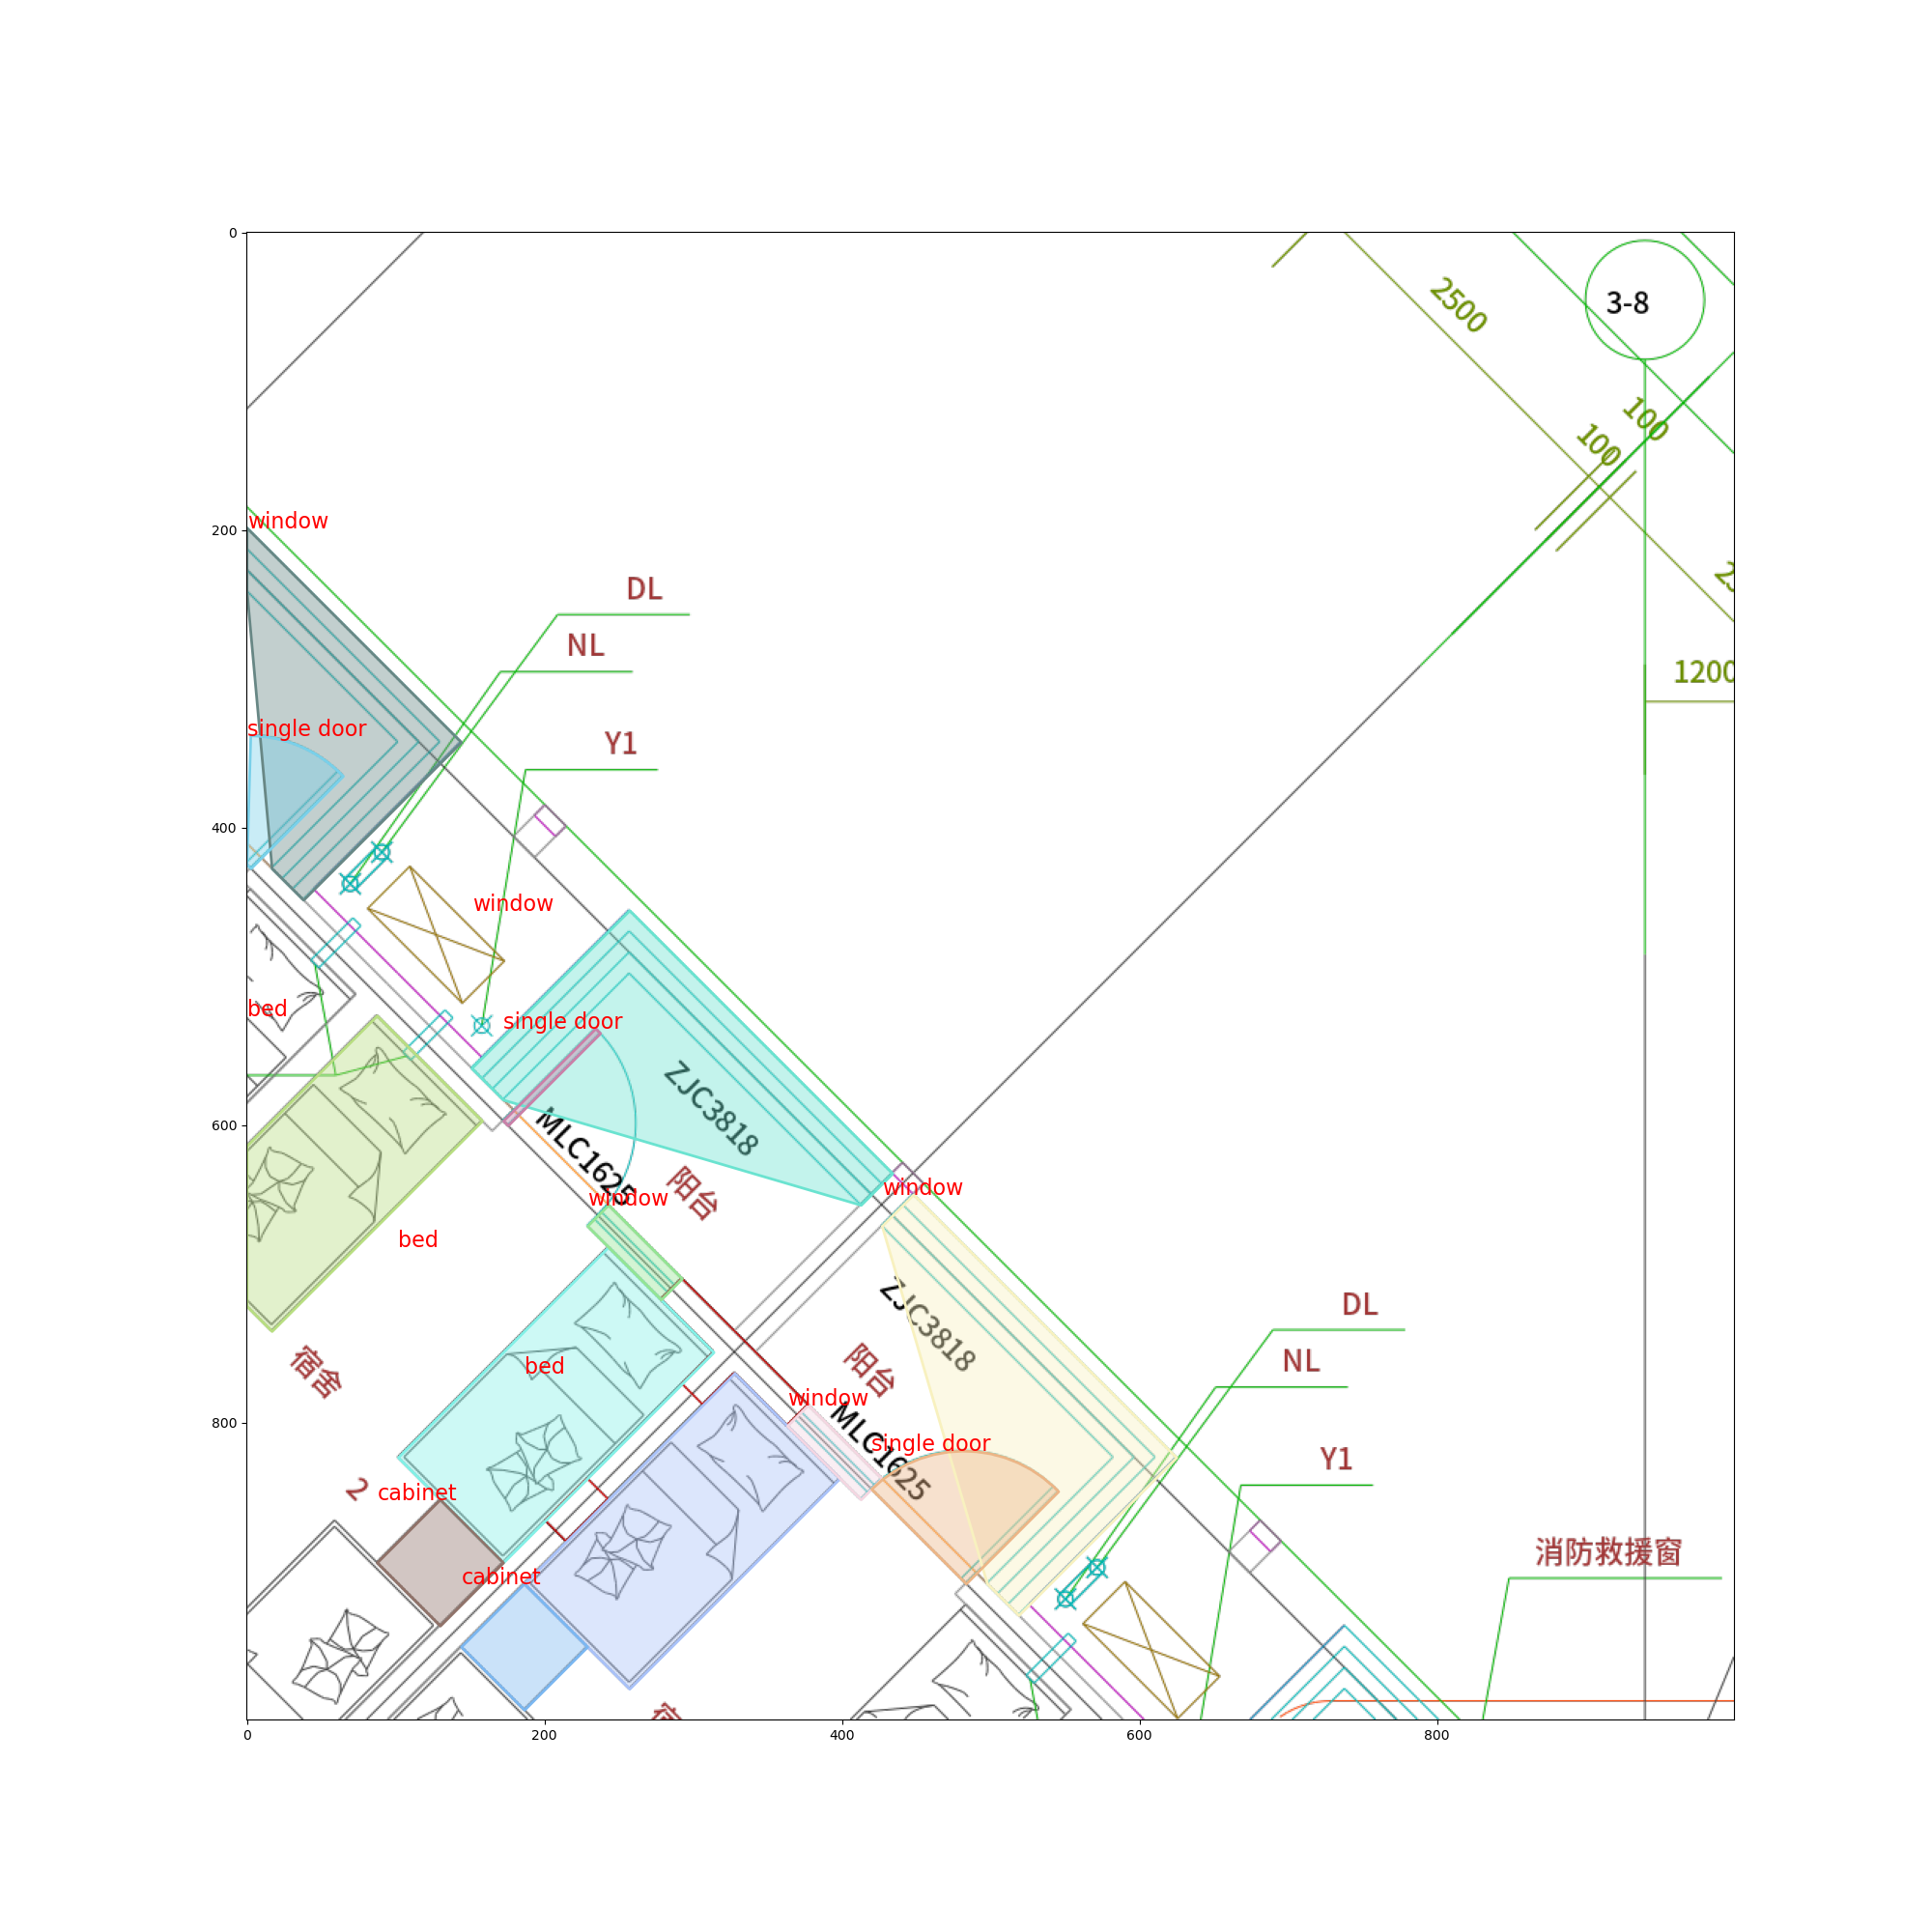 0
200
400
600
800
0
200
400
600
800
2500
3-8
100
100
1200
window
DL
NL
single door
Y1
window
bed
single door
ZJC3818
MLC1625
阳台
window
window
bed
ZJC3818
DL
宿舍
阳台
NL
bed
window
MLC1625
single door
Y1
2
cabinet
消防救援窗
cabinet